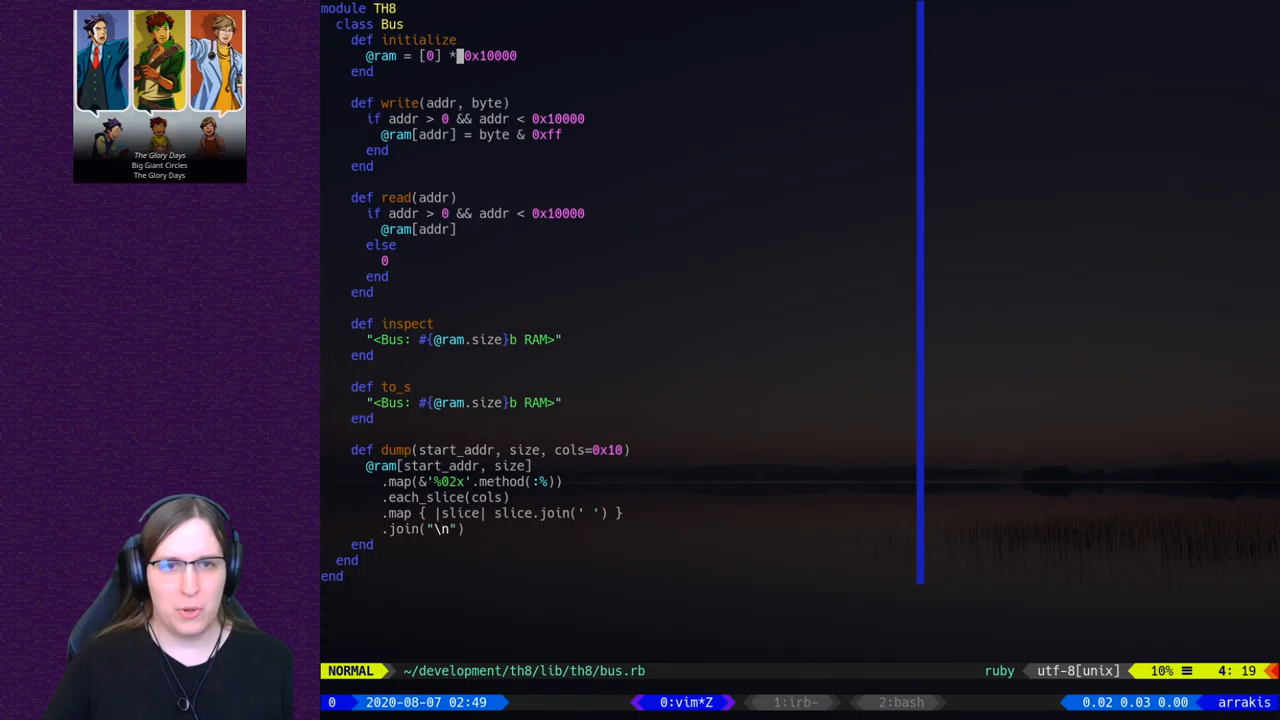 The Glory Days
Big Giant Circles
The Glory Days
module TH8
class Bus
def initialize
@ram = [0] * 0x10000
end
def write(addr, byte)
if addr > 0 && addr < 0x10000
@ram[addr] = byte & 0xff
end
end
def read(addr)
if addr > 0 && addr < 0x10000
@ram[addr]
else
0
end
end
def inspect
"<Bus: #{@ram.size}b RAM>"
end
def to_s
"<Bus: #{@ram.size}b RAM>"
end
def dump(start_addr, size, cols=0x10)
@ram[start_addr, size]
.map(&'%02x'.method(:%))
.each_slice(cols)
.map { |slice| slice.join(' ') }
.join("\n")
end
end
end
NORMAL ~/development/th8/lib/th8/bus.rb ruby utf-8[unix] 10% ☰ 4: 19
0 2020-08-07 02:49 0:vim*Z 1:irb- 2:bash 0.02 0.03 0.00 arrakis